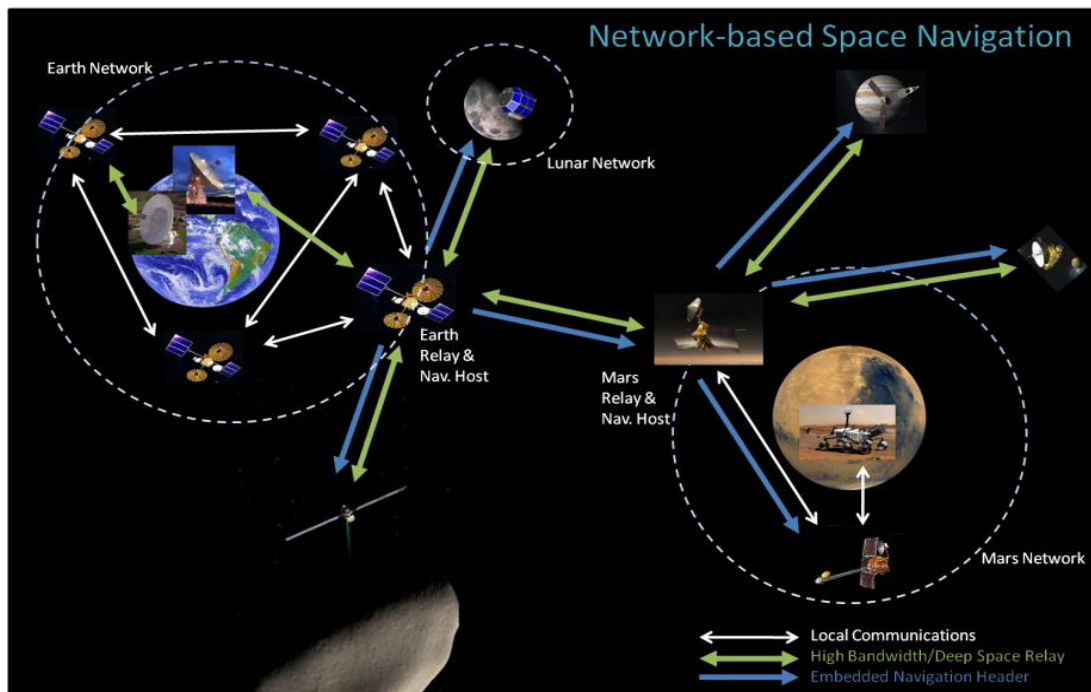 Network-based Space Navigation
Earth Network
Lunar Network
Earth
Relay &
Nav. Host
Mars
Relay &
Nav. Host
Mars Network
Local Communications
High Bandwidth/Deep Space Relay
Embedded Navigation Header